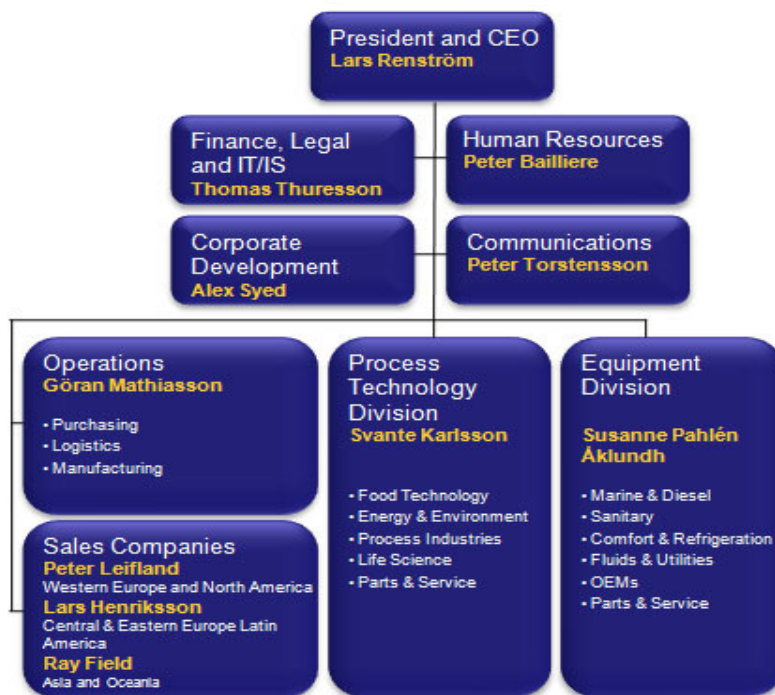 President and CEO
Lars Renström
Finance, Legal
and IT/IS
Thomas Thuresson
Human Resources
Peter Bailliere
Corporate
Development
Alex Syed
Communications
Peter Torstensson
Operations
Göran Mathiasson
• Purchasing
• Logistics
• Manufacturing
Sales Companies
Peter Leifland
Western Europe and North America
Lars Henriksson
Central & Eastern Europe Latin
America
Ray Field
Asia and Oceania
Process
Technology
Division
Svante Karlsson
• Food Technology
• Energy & Environment
• Process Industries
• Life Science
• Parts & Service
Equipment
Division
Susanne Pahlén
Åklundh
• Marine & Diesel
• Sanitary
• Comfort & Refrigeration
• Fluids & Utilities
• OEMs
• Parts & Service